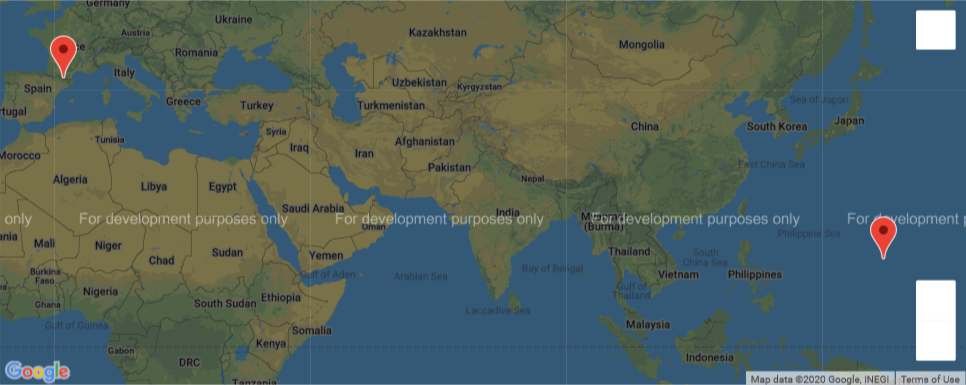 Germany
Ukraine
Austria
Kazakhstan
Mongolia
Romania
Italy
Spain
Uzbekistan
Kyrgyzstan
Greece
Turkey
Turkmenistan
Sea of Japan
Japan
South Korea
China
Tunisia
Syria
Afghanistan
Morocco
Iraq
Iran
Pakistan
East China Sea
Algeria
Libya
Egypt
Nepal
Saudi Arabia
India
only
For development purposes only
For development purposes only
For development purposes only
For development p
Oman
(Burma)
Philippine Sea
Mali
Niger
Chad
Sudan
Yemen
Thailand
South
China Sea
Gulf of Aden
Arabian Sea
Bay of Bengal
Vietnam
Philippines
Burkina
Faso
Nigeria
Ethiopia
Gulf of
Thailand
Ghana
South Sudan
Laccadive Sea
Gulf of Guinea
Somalia
Malaysia
Gabon
Kenya
DRC
Indonesia
Tanzania
Google
Map data ©2020 Google, INEGI
Terms of Use